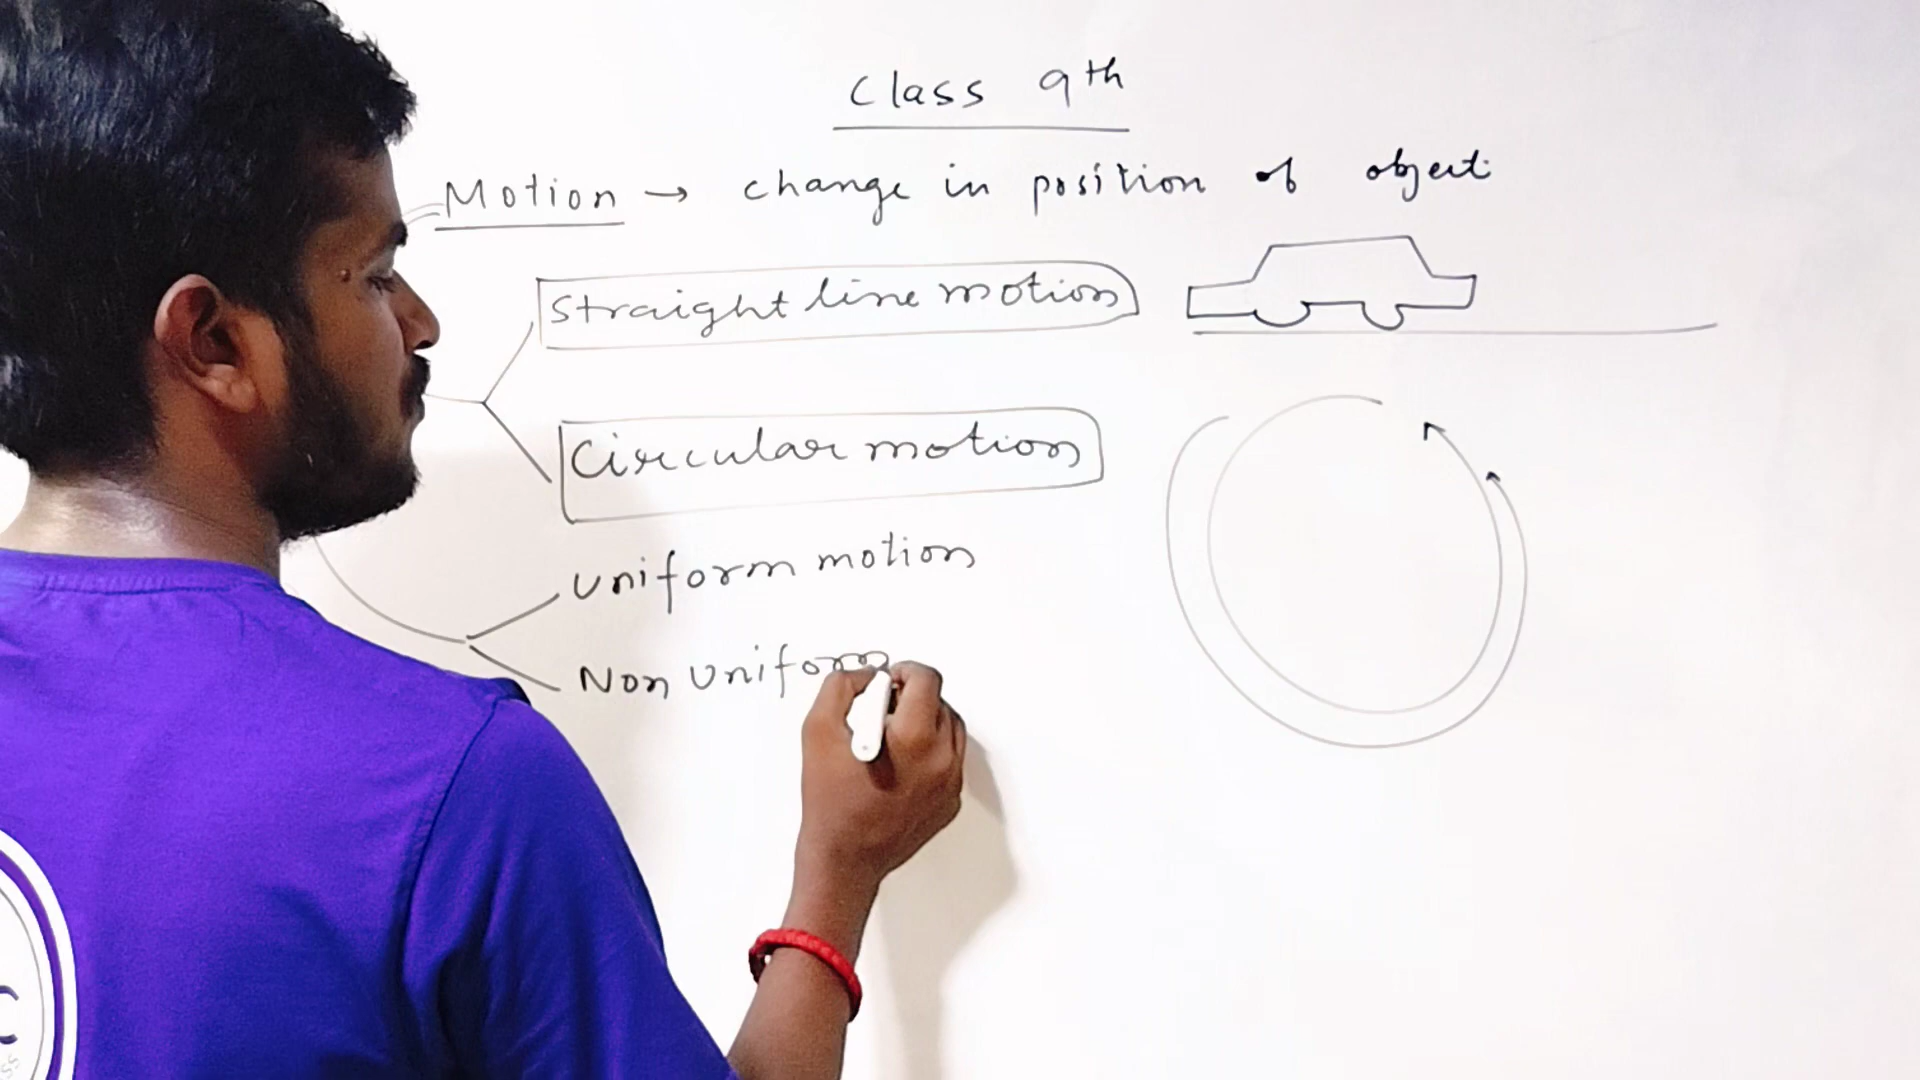 Class 9th
Motion → change in position of object
Straight line motion
Circular motion
Uniform motion
Non Uniform